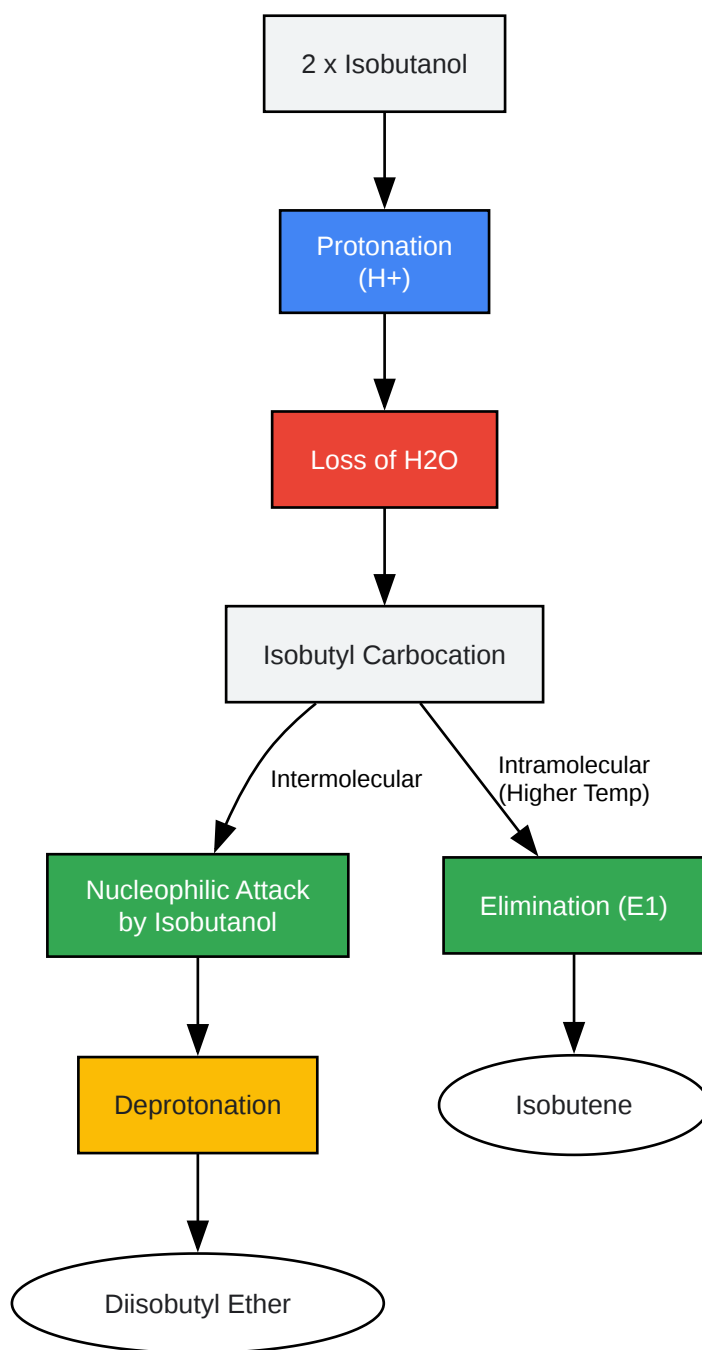 2 x Isobutanol
Protonation
(H+)
Loss of H2O
Isobutyl Carbocation
Intermolecular
Intramolecular
(Higher Temp)
Nucleophilic Attack
by Isobutanol
Elimination (E1)
Deprotonation
Isobutene
Diisobutyl Ether